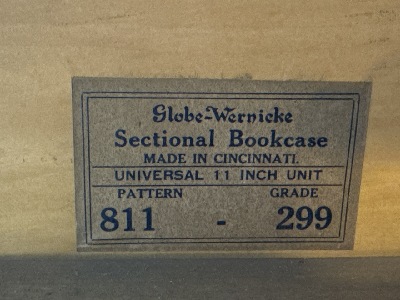 Globe-Wernicke
Sectional Bookcase
MADE IN CINCINNATI.
UNIVERSAL 11 INCH UNIT
PATTERN GRADE
811 - 299